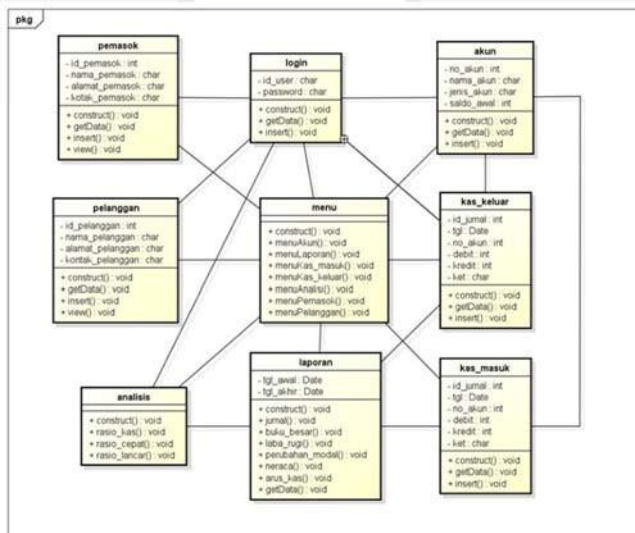 pkg
pemasok
- id_pemasok : int
- nama_pemasok : char
- alamat_pemasok : char
- kotak_pemasok : char
+ construct() : void
+ getData() : void
+ insert() : void
+ view() : void
login
- id_user : char
- password : char
+ construct() : void
+ getData() : void
+ insert() : void
akun
- no_akun : int
- nama_akun : char
- jenis_akun : char
- saldo_awal : int
+ construct() : void
+ getData() : void
+ insert() : void
pelanggan
- id_pelanggan : int
- nama_pelanggan : char
- alamat_pelanggan : char
- kontak_pelanggan : char
+ construct() : void
+ getData() : void
+ insert() : void
+ view() : void
menu
+ construct() : void
+ menuAkun() : void
+ menuLaporan() : void
+ menuKas_masuk() : void
+ menuKas_keluar() : void
+ menuAnalisi() : void
+ menuPemasok() : void
+ menuPelanggan() : void
kas_keluar
- id_jurnal : int
- tgl : Date
- no_akun : int
- debit : int
- kredit : int
- ket : char
+ construct() : void
+ getData() : void
+ insert() : void
analisis
+ construct() : void
+ rasio_kas() : void
+ rasio_cepat() : void
+ rasio_lancar() : void
laporan
- tgl_awal : Date
- tgl_akhir : Date
+ construct() : void
+ jurnal() : void
+ buku_besar() : void
+ laba_rugi() : void
+ perubahan_modal() : void
+ neraca() : void
+ arus_kas() : void
+ getData() : void
kas_masuk
- id_jurnal : int
- tgl : Date
- no_akun : int
- debit : int
- kredit : int
- ket : char
+ construct() : void
+ getData() : void
+ insert() : void